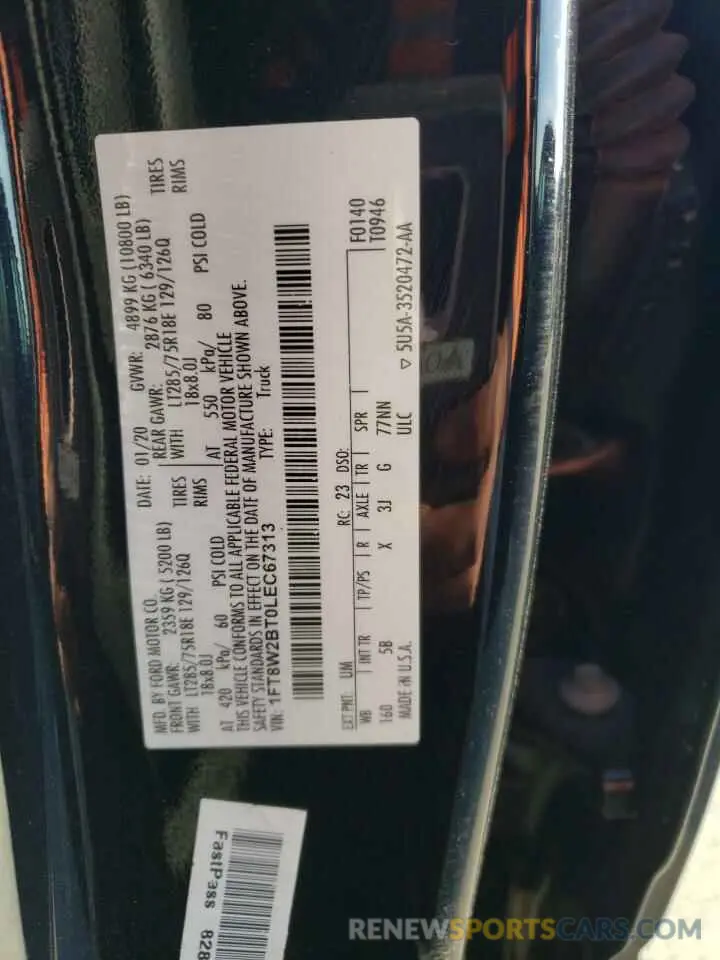 MFD. BY FORD MOTOR CO.
DATE: 01/20 GVWR: 4899 KG (10800 LB)
FRONT GAWR: 2359 KG ( 5200 LB)
REAR GAWR: 2876 KG ( 6340 LB)
WITH LT285/75R18E 129/126Q TIRES
WITH LT285/75R18E 129/126Q TIRES
18x8.0J RIMS
18x8.0J RIMS
AT 420 kPa/ 60 PSI COLD
AT 550 kPa/ 80 PSI COLD
THIS VEHICLE CONFORMS TO ALL APPLICABLE FEDERAL MOTOR VEHICLE
SAFETY STANDARDS IN EFFECT ON THE DATE OF MANUFACTURE SHOWN ABOVE.
VIN: 1FT8W2BT0LEC67313
TYPE: Truck
EXT PNT: UM RC: 23 DSO: F0140
WB INT TR TP/PS R AXLE TR SPR T0946
160 5B X 3J G 77NN
MADE IN U.S.A. ULC ▽ 5U5A-3520472-AA
FastPass 828
RENEWSPORTSCARS.COM